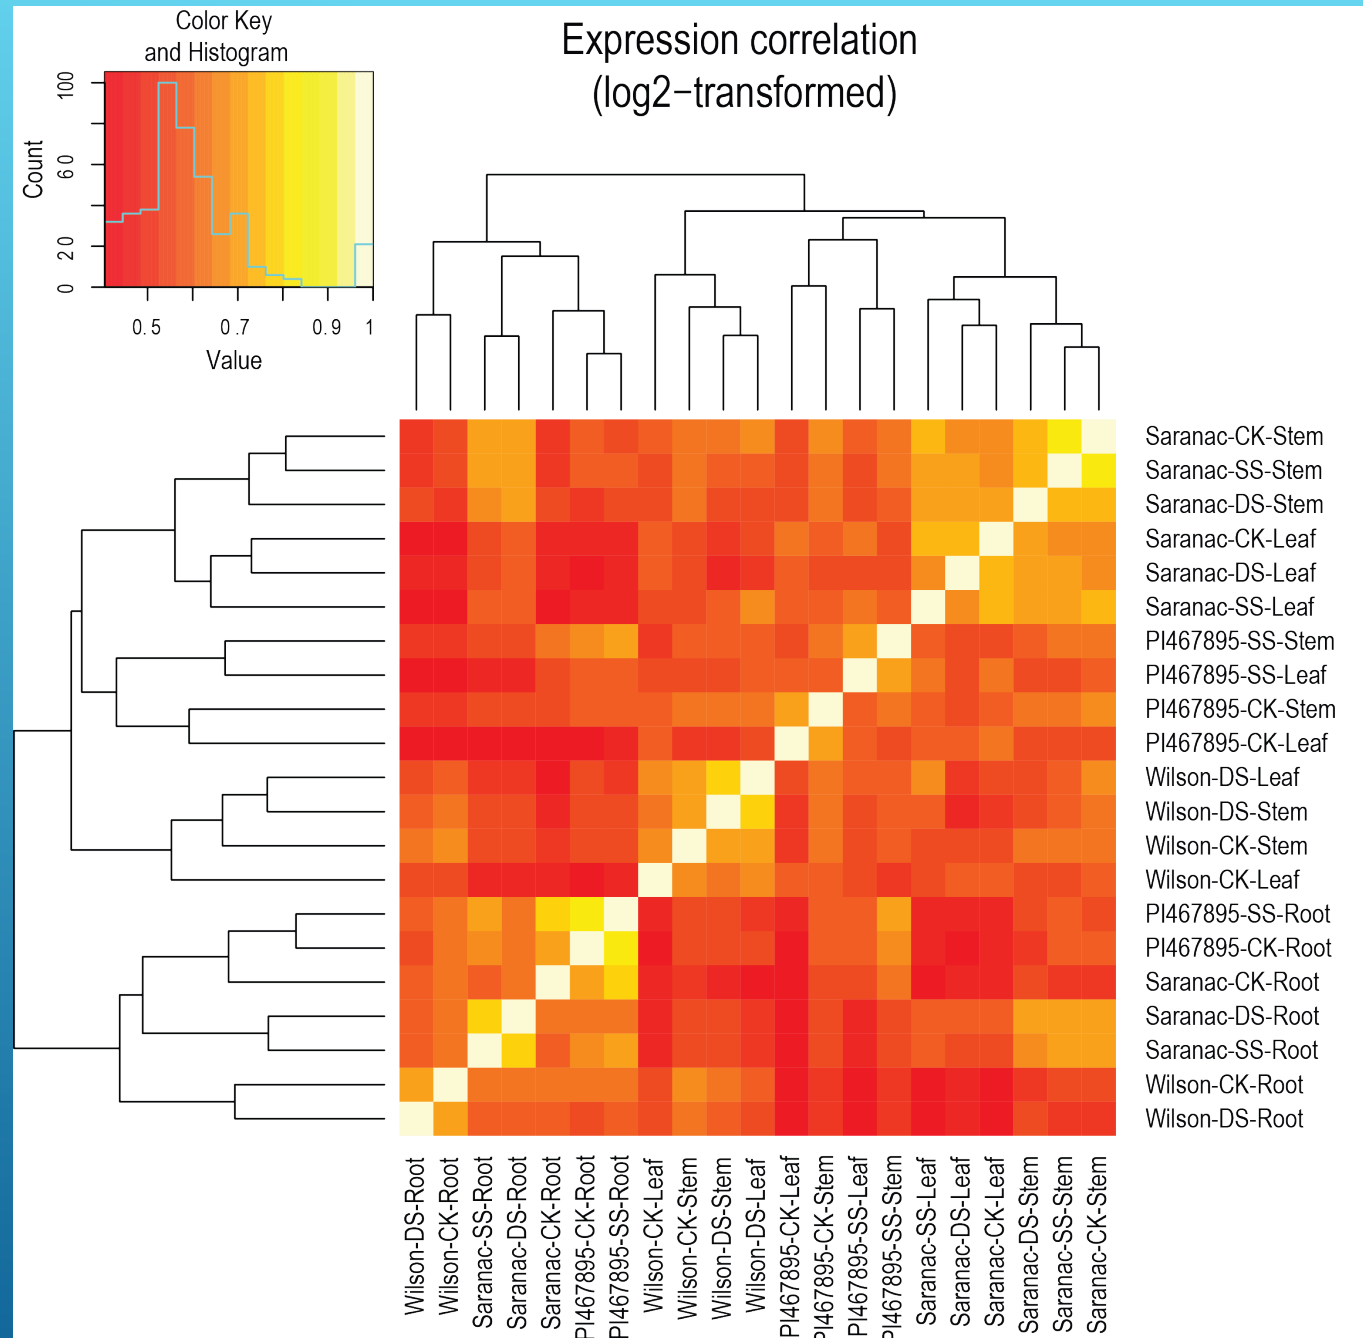 Color Key
and Histogram
Expression correlation
(log2-transformed)
Count
0
20
60
100
0.5
0.7
0.9
1
Value
Saranac-CK-Stem
Saranac-SS-Stem
Saranac-DS-Stem
Saranac-CK-Leaf
Saranac-DS-Leaf
Saranac-SS-Leaf
PI467895-SS-Stem
PI467895-SS-Leaf
PI467895-CK-Stem
PI467895-CK-Leaf
Wilson-DS-Leaf
Wilson-DS-Stem
Wilson-CK-Stem
Wilson-CK-Leaf
PI467895-SS-Root
PI467895-CK-Root
Saranac-CK-Root
Saranac-DS-Root
Saranac-SS-Root
Wilson-CK-Root
Wilson-DS-Root
Wilson-DS-Root
Wilson-CK-Root
Saranac-SS-Root
Saranac-DS-Root
Saranac-CK-Root
PI467895-CK-Root
PI467895-SS-Root
Wilson-CK-Leaf
Wilson-CK-Stem
Wilson-DS-Stem
Wilson-DS-Leaf
PI467895-CK-Leaf
PI467895-CK-Stem
PI467895-SS-Leaf
PI467895-SS-Stem
Saranac-SS-Leaf
Saranac-DS-Leaf
Saranac-CK-Leaf
Saranac-DS-Stem
Saranac-SS-Stem
Saranac-CK-Stem